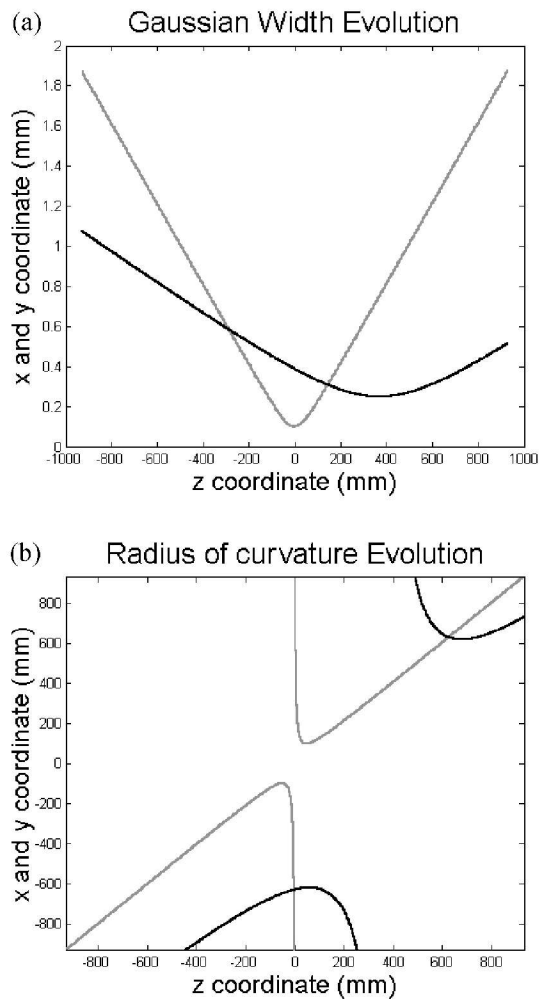 (a) Gaussian Width Evolution
x and y coordinate (mm)
2
1.8
1.6
1.4
1.2
1
0.8
0.6
0.4
0.2
0
-1000 -800 -600 -400 -200 0 200 400 600 800 1000
z coordinate (mm)
(b) Radius of curvature Evolution
x and y coordinate (mm)
800
600
400
200
0
-200
-400
-600
-800
-800 -600 -400 -200 0 200 400 600 800
z coordinate (mm)